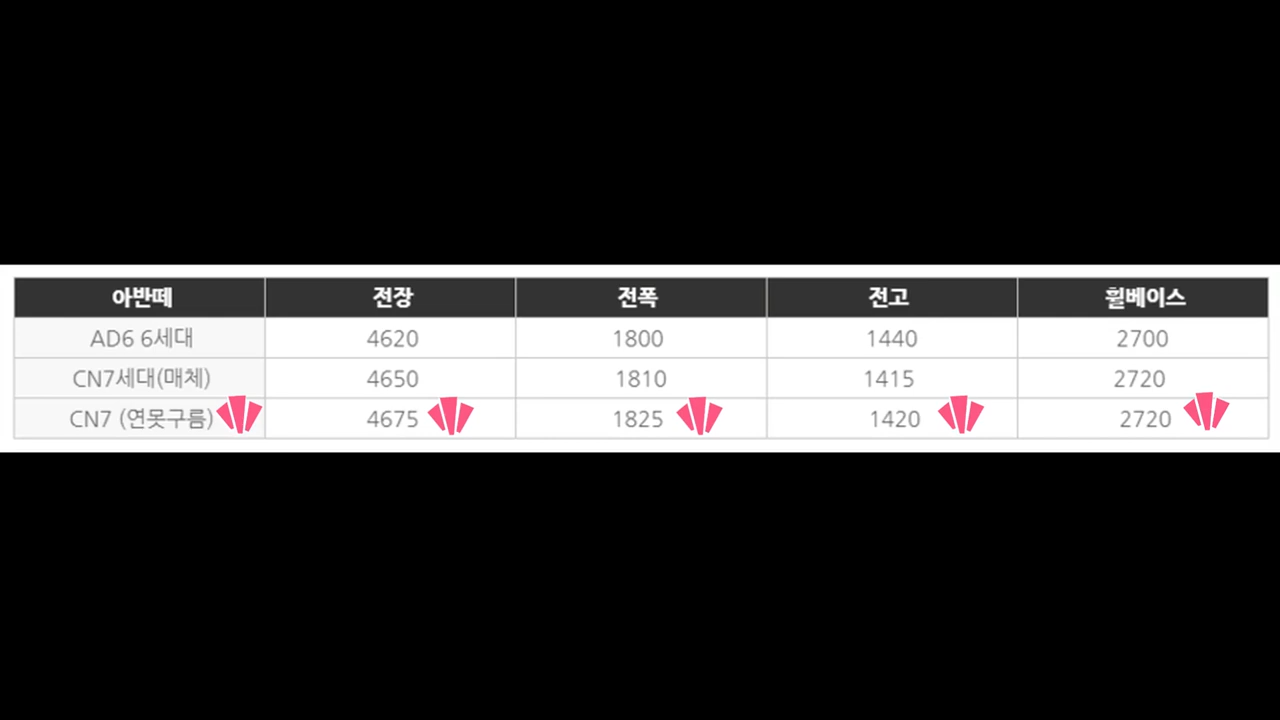 아반떼 전장 전폭 전고 휠베이스
AD6 6세대 4620 1800 1440 2700
CN7세대(매체) 4650 1810 1415 2720
CN7 (연못구름) 4675 1825 1420 2720